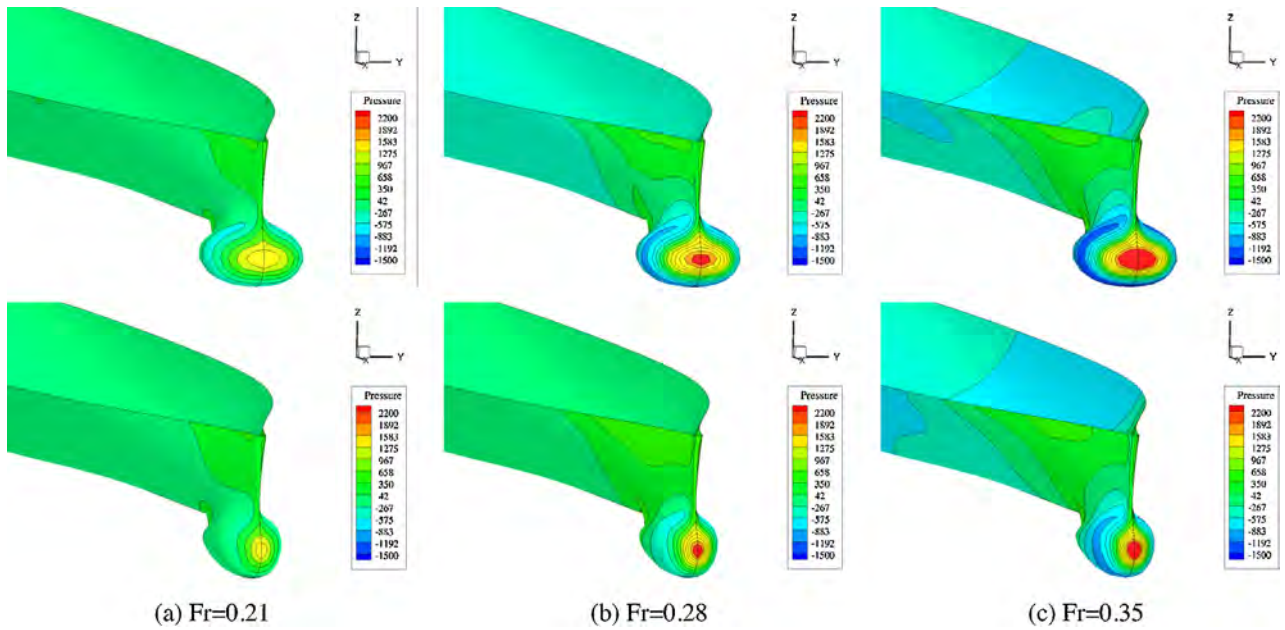 Z
Y
X
Pressure
2200
1892
1583
1275
967
658
350
42
-267
-575
-883
-1192
-1500
Z
Y
X
Pressure
2200
1892
1583
1275
967
658
350
42
-267
-575
-883
-1192
-1500
Z
Y
X
Pressure
2200
1892
1583
1275
967
658
350
42
-267
-575
-883
-1192
-1500
Z
Y
X
Pressure
2200
1892
1583
1275
967
658
350
42
-267
-575
-883
-1192
-1500
Z
Y
X
Pressure
2200
1892
1583
1275
967
658
350
42
-267
-575
-883
-1192
-1500
Z
Y
X
Pressure
2200
1892
1583
1275
967
658
350
42
-267
-575
-883
-1192
-1500
(a) Fr=0.21
(b) Fr=0.28
(c) Fr=0.35